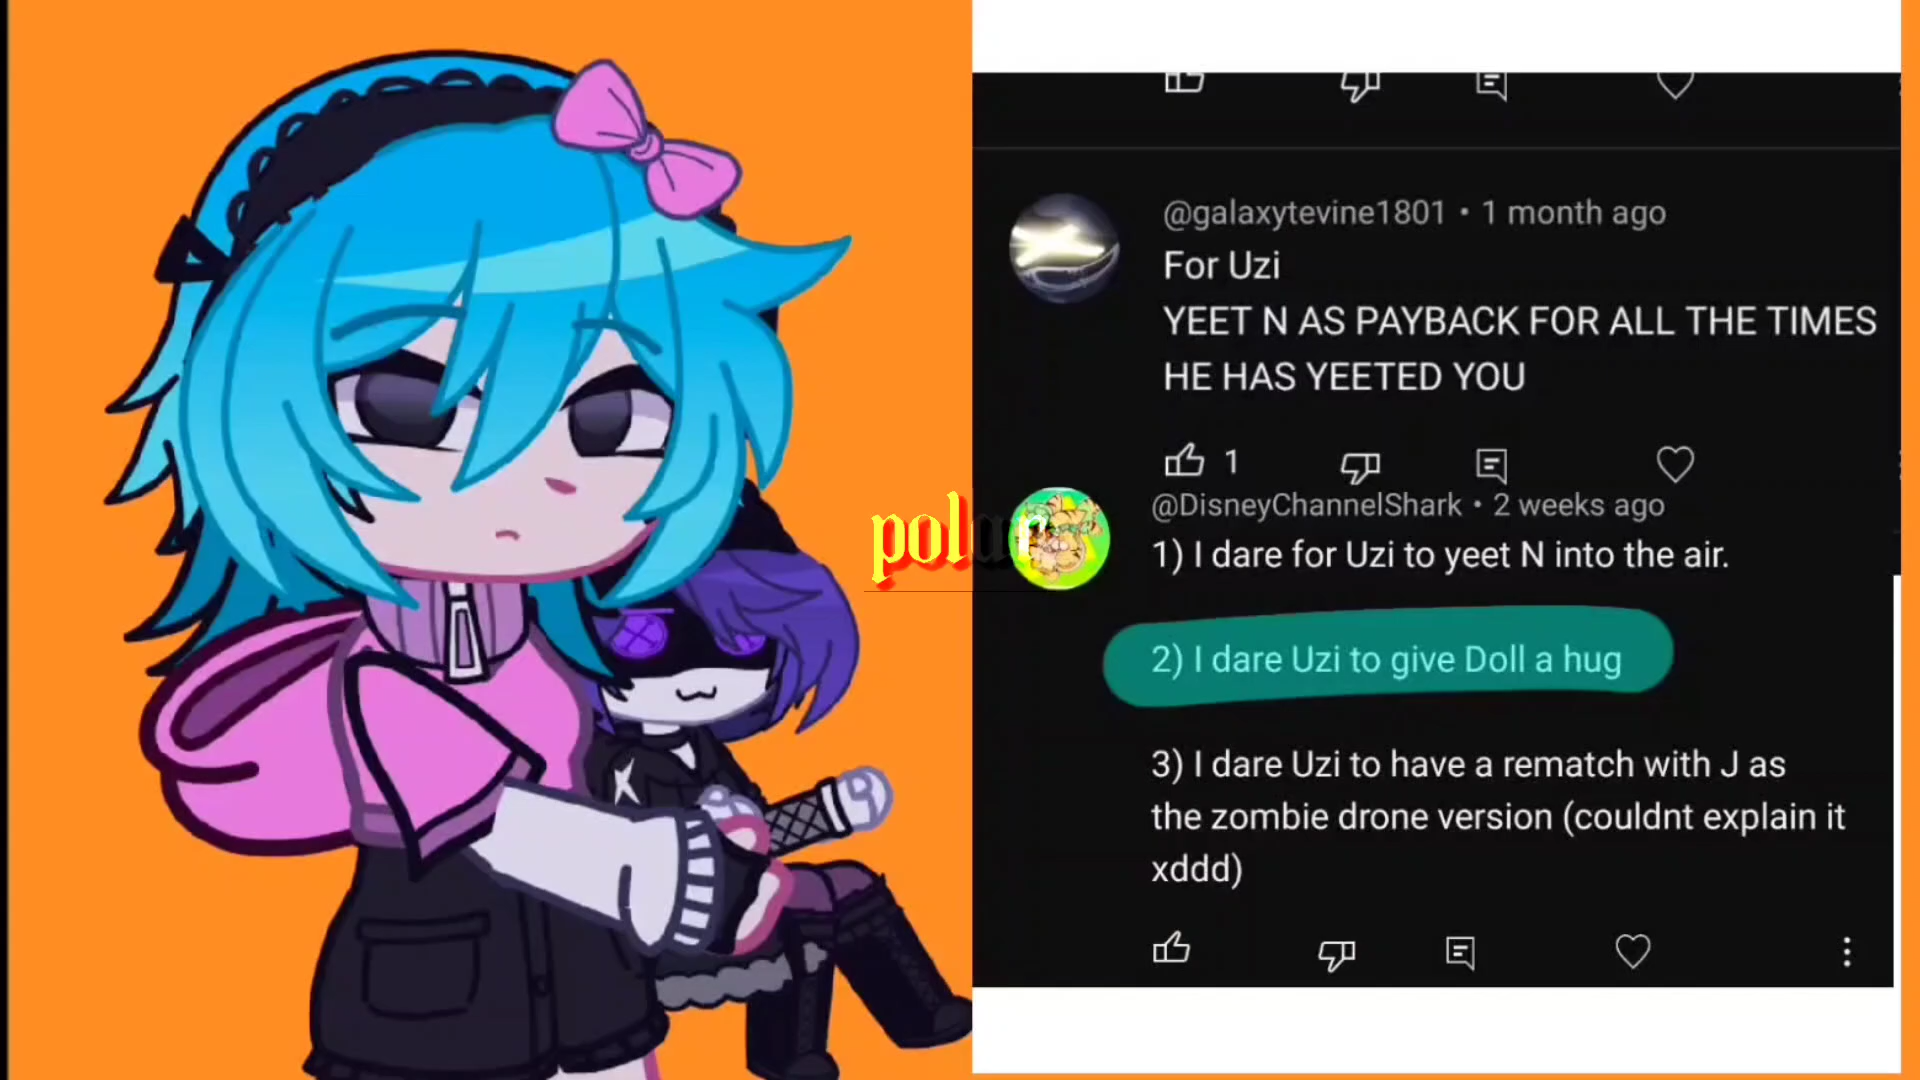 @galaxytevine1801 • 1 month ago
For Uzi
YEET N AS PAYBACK FOR ALL THE TIMES
HE HAS YEETED YOU
1
@DisneyChannelShark • 2 weeks ago
polar
1) I dare for Uzi to yeet N into the air.
2) I dare Uzi to give Doll a hug
3) I dare Uzi to have a rematch with J as
the zombie drone version (couldnt explain it
xddd)